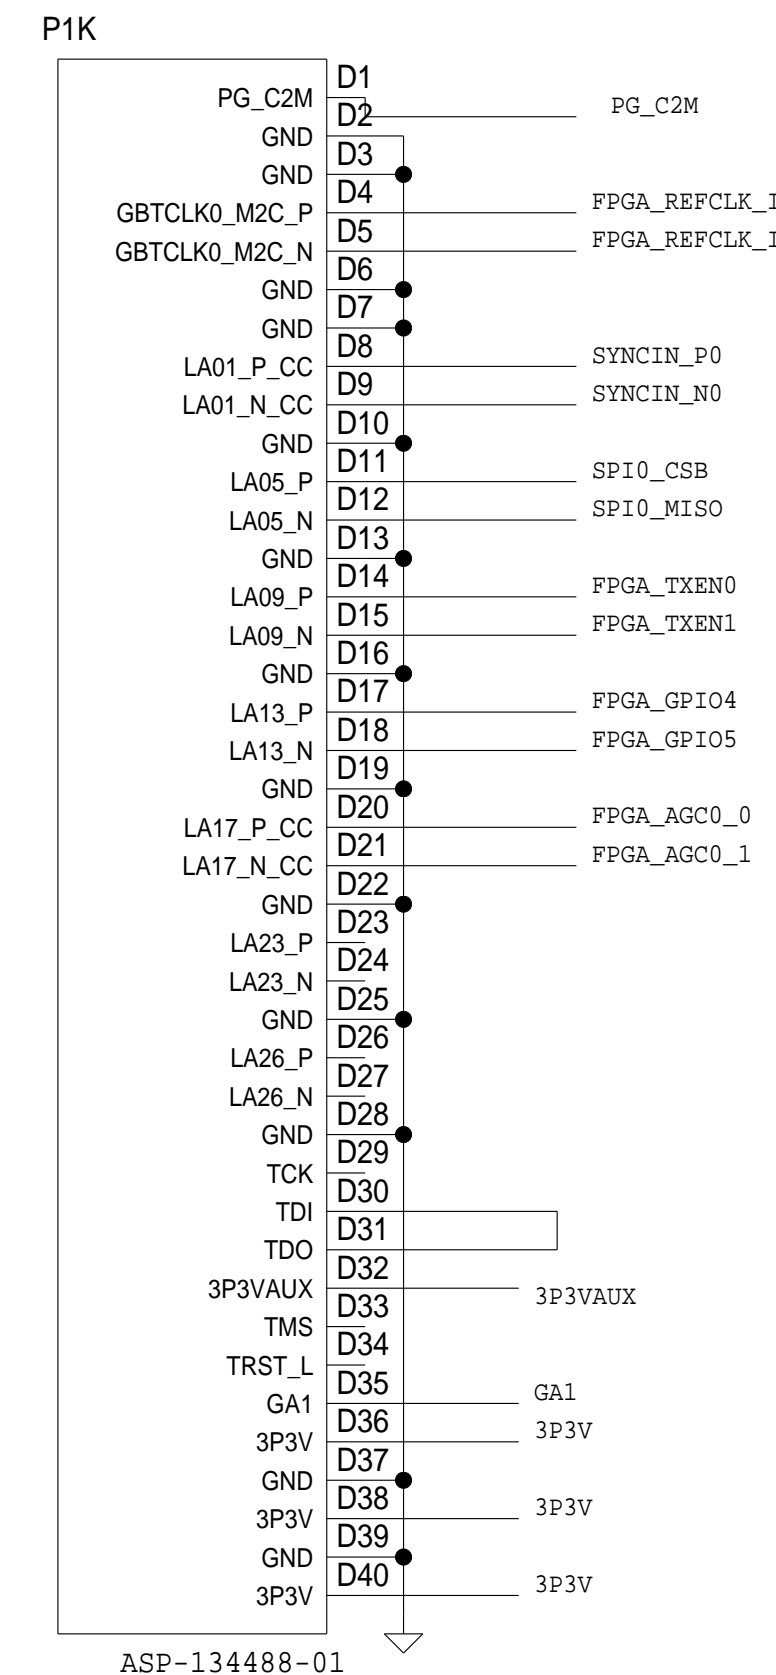 P1K
PG_C2M D1 PG_C2M
GND D2
GND D3
GBTCLK0_M2C_P D4 FPGA_REFCLK_I
GBTCLK0_M2C_N D5 FPGA_REFCLK_I
GND D6
GND D7
LA01_P_CC D8 SYNCIN_P0
LA01_N_CC D9 SYNCIN_N0
GND D10
LA05_P D11 SPI0_CSB
LA05_N D12 SPI0_MISO
GND D13
LA09_P D14 FPGA_TXEN0
LA09_N D15 FPGA_TXEN1
GND D16
LA13_P D17 FPGA_GPIO4
LA13_N D18 FPGA_GPIO5
GND D19
LA17_P_CC D20 FPGA_AGC0_0
LA17_N_CC D21 FPGA_AGC0_1
GND D22
LA23_P D23
LA23_N D24
GND D25
LA26_P D26
LA26_N D27
GND D28
TCK D29
TDI D30
TDO D31
3P3VAUX D32 3P3VAUX
TMS D33
TRST_L D34
GA1 D35 GA1
3P3V D36 3P3V
GND D37
3P3V D38 3P3V
GND D39
3P3V D40 3P3V
ASP-134488-01